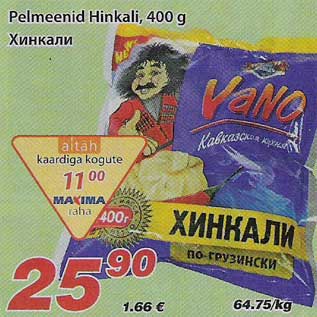 Pelmeenid Hinkali, 400 g
Хинкали
VaNO
Кавказская кухня
aitäh
kaardiga kogute
11 00
MAXIMA
raha
400г
ХИНКАЛИ
ПО-ГРУЗИНСКИ
25 90
1.66 €
64.75/kg